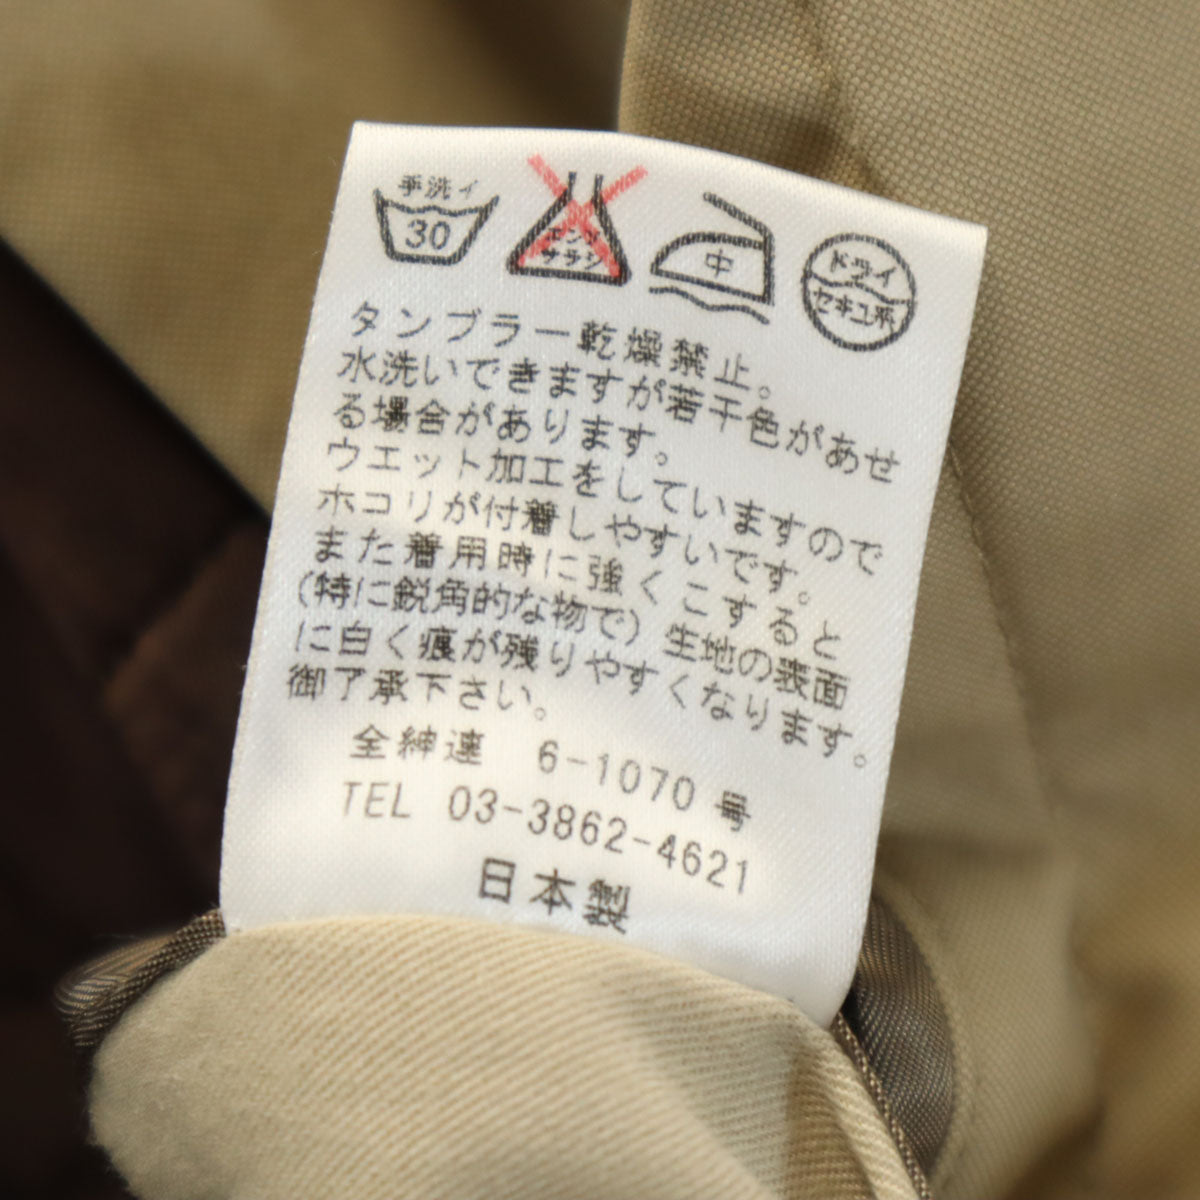 手洗イ
30
エンソ
サラシ
中
ドライ
セキユ系
タンブラー乾燥禁止。
水洗いできますが若干色があせ
る場合があります。
ウエット加工をしていますので
ホコリが付着しやすいです。
また着用時に強くこすると
(特に鋭角的な物で)生地の表面
に白く痕が残りやすくなります。
御了承下さい。
全紳連 6-1070 号
TEL 03-3862-4621
日本製